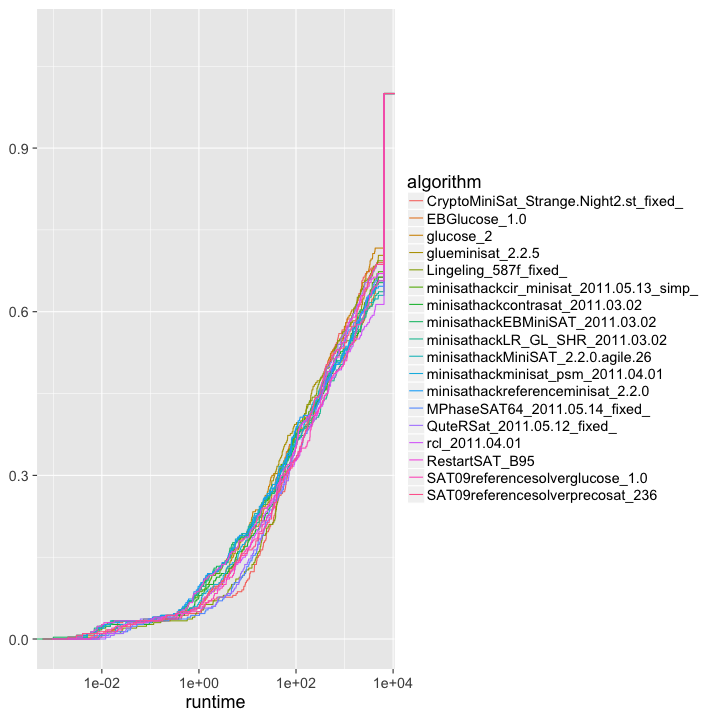 0.9
0.6
0.3
0.0
1e-02 1e+00 1e+02 1e+04
runtime
algorithm
CryptoMiniSat_Strange.Night2.st_fixed_
EBGlucose_1.0
glucose_2
glueminisat_2.2.5
Lingeling_587f_fixed_
minisathackcir_minisat_2011.05.13_simp_
minisathackcontrasat_2011.03.02
minisathackEBMiniSAT_2011.03.02
minisathackLR_GL_SHR_2011.03.02
minisathackMiniSAT_2.2.0.agile.26
minisathackminisat_psm_2011.04.01
minisathackreferenceminisat_2.2.0
MPhaseSAT64_2011.05.14_fixed_
QuteRSat_2011.05.12_fixed_
rcl_2011.04.01
RestartSAT_B95
SAT09referencesolverglucose_1.0
SAT09referencesolverprecosat_236